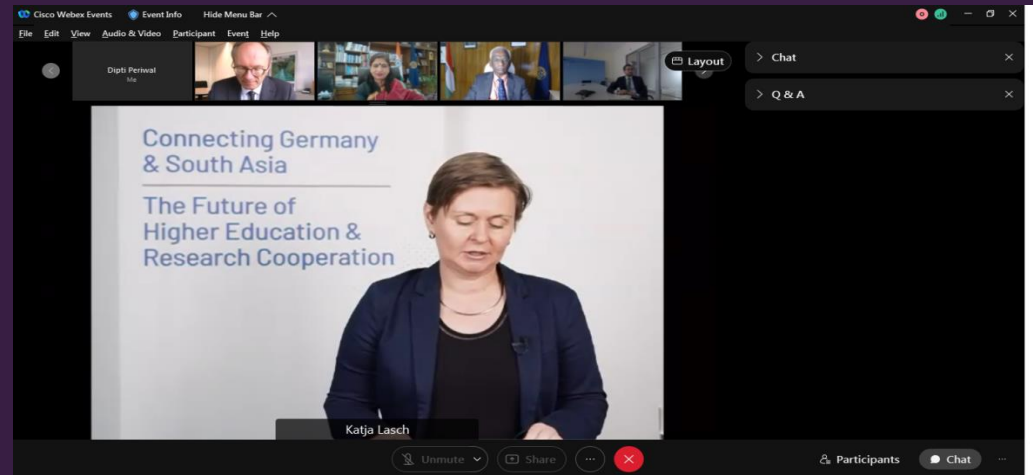 Cisco Webex Events Event Info Hide Menu Bar
File Edit View Audio & Video Participant Event Help
Dipti Periwal
Me
Layout
Chat
Q & A
Connecting Germany
& South Asia
The Future of
Higher Education &
Research Cooperation
Katja Lasch
Unmute Share
Participants Chat